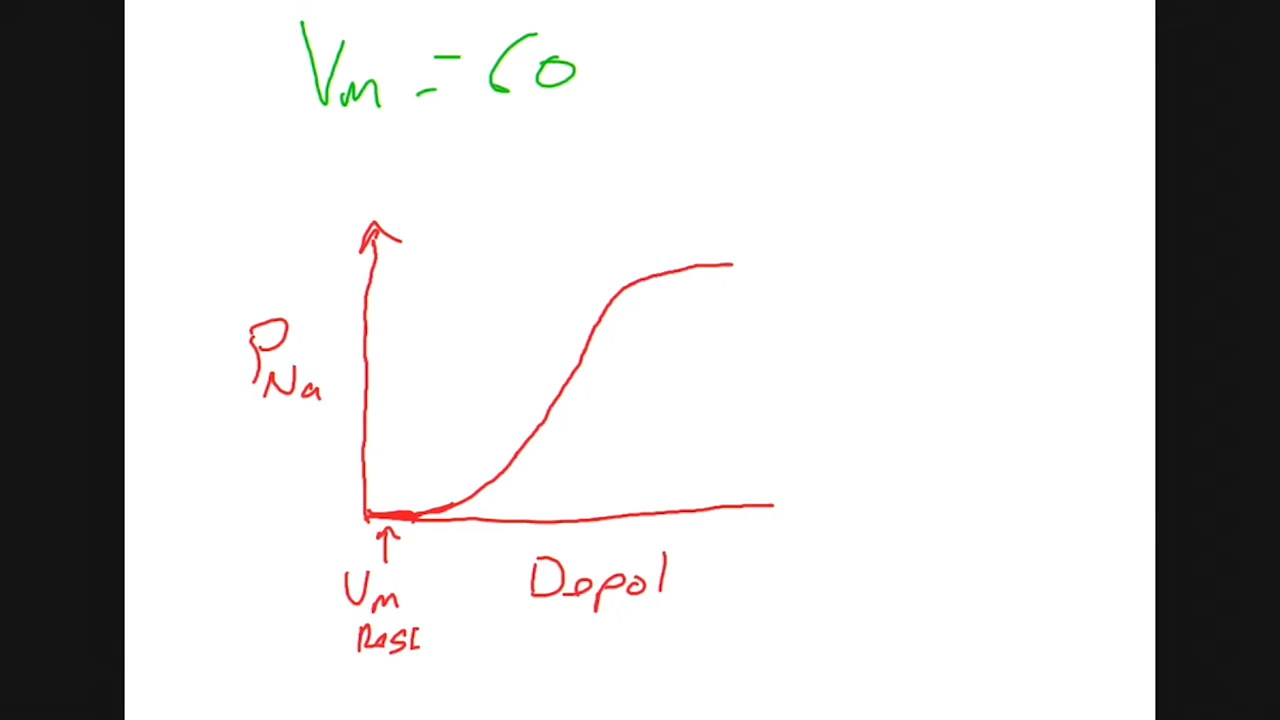 Vm = 60
PNa
Vm
Rest
Depol